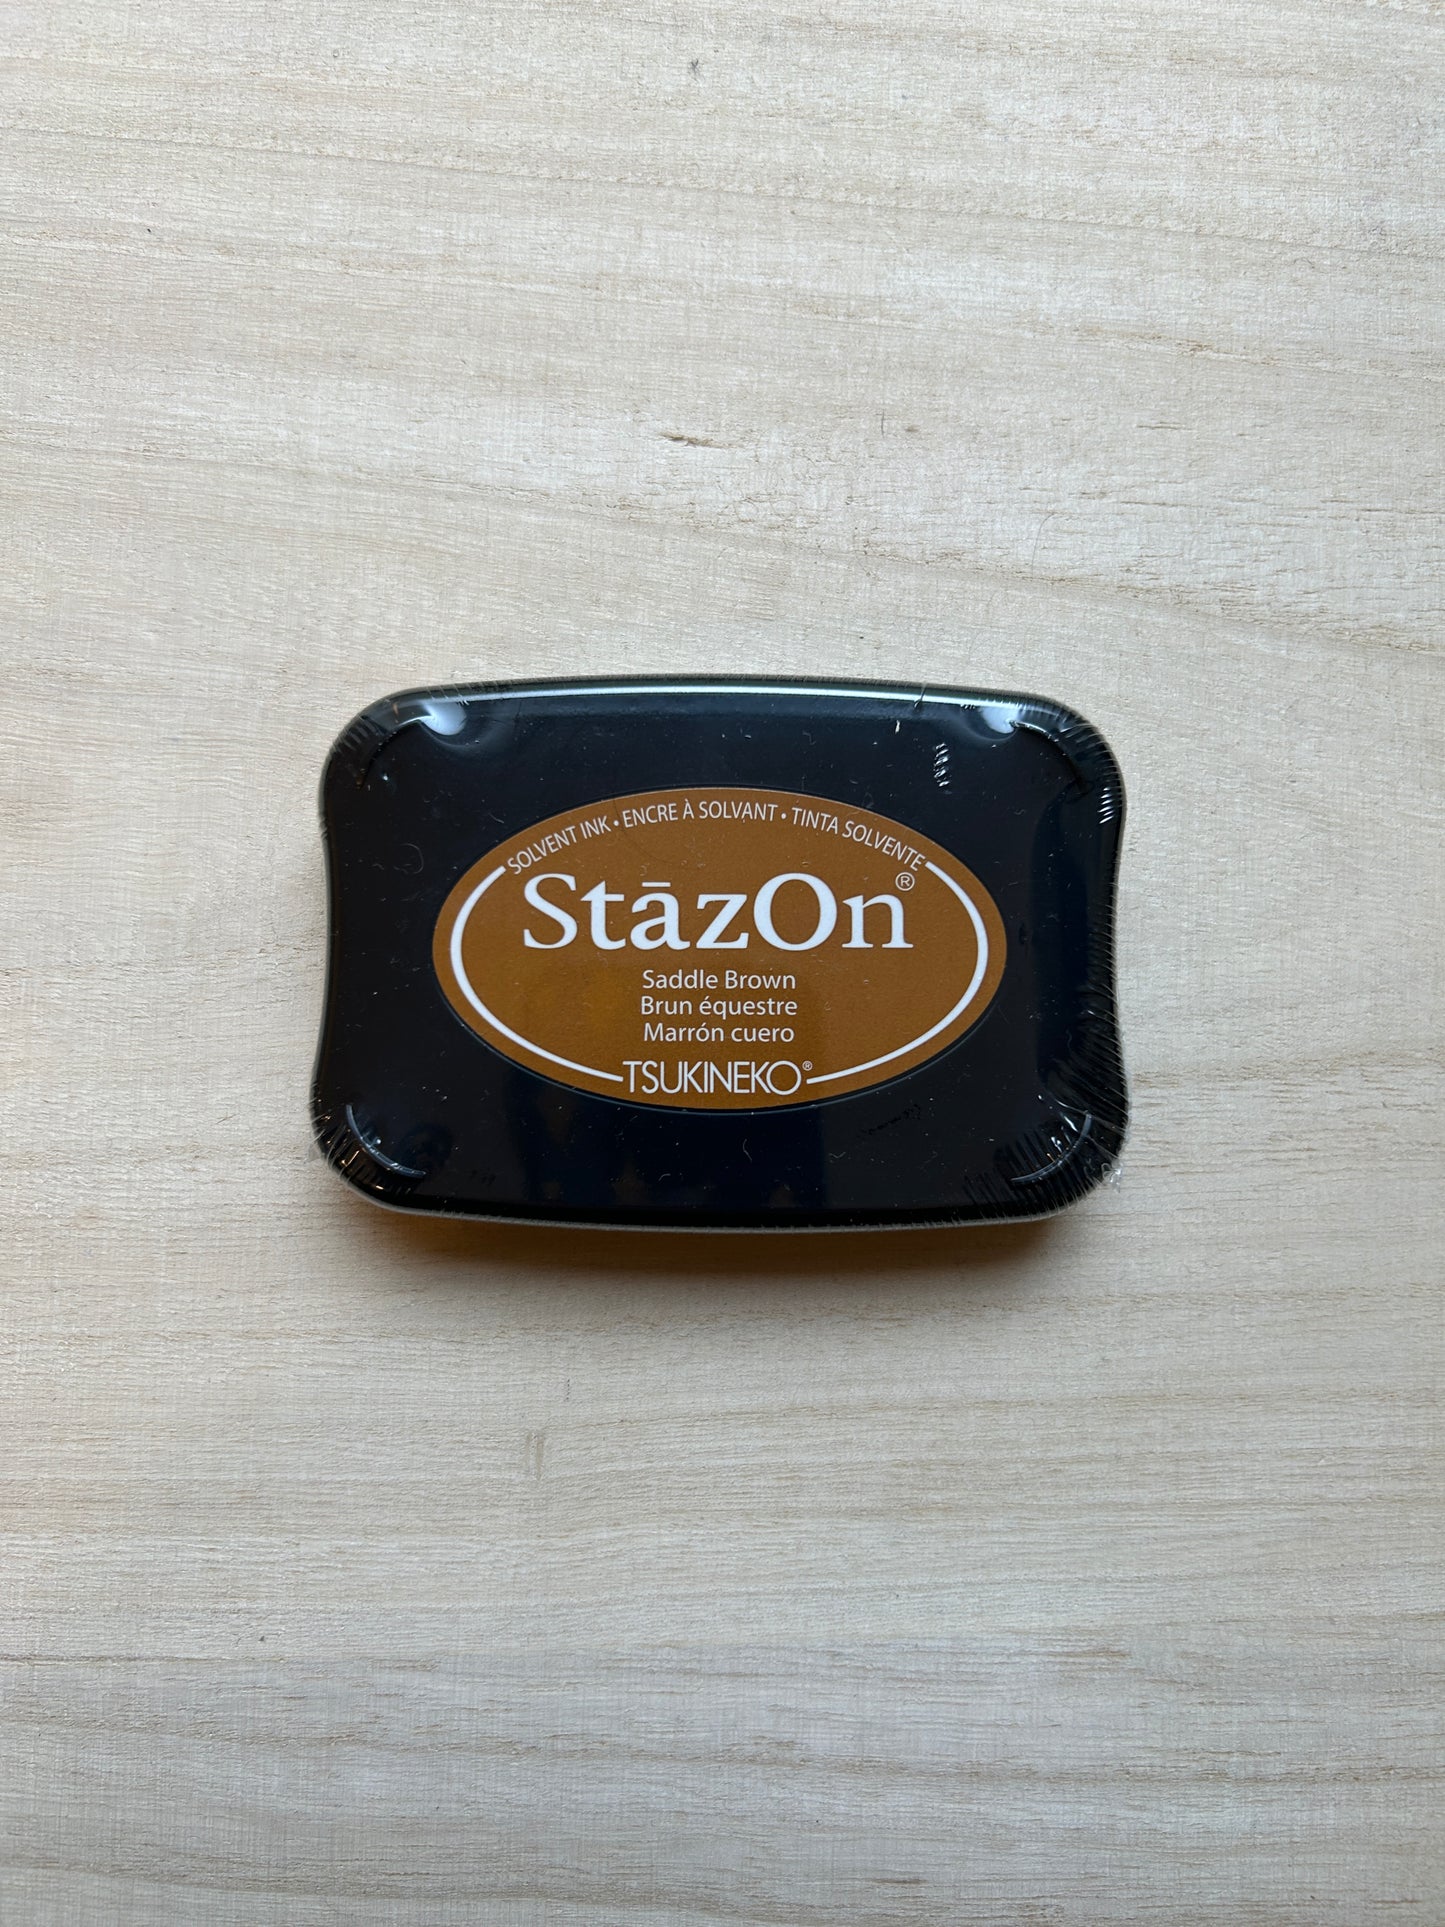 SOLVENT INK • ENCRE À SOLVANT • TINTA SOLVENTE
StāzOn®
Saddle Brown
Brun équestre
Marrón cuero
TSUKINEKO®